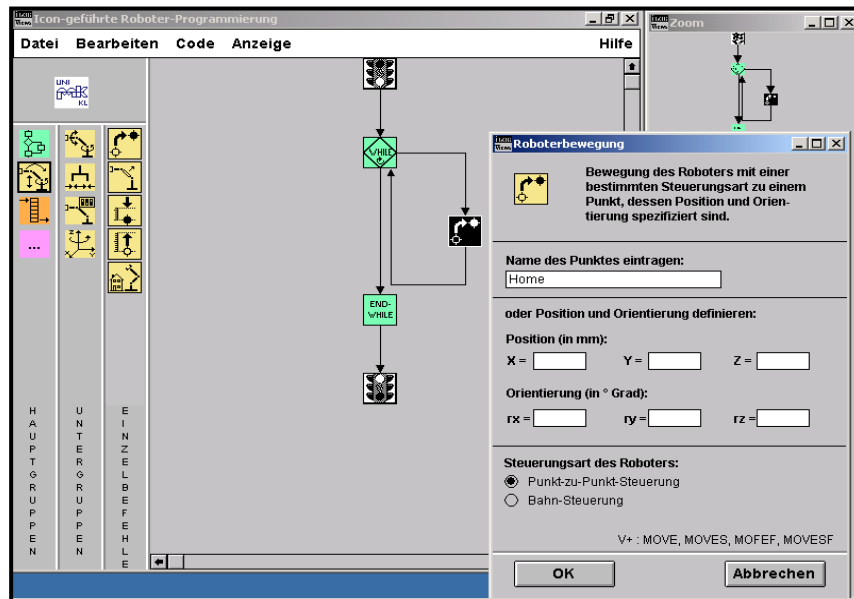 Icon-geführte Roboter-Programmierung
Datei Bearbeiten Code Anzeige Hilfe
UNI
KL
WHILE
END-
WHILE
...
HAUPTGRUPPEN
UNTERGRUPPEN
EINZELBEFEHLE
Zoom
Roboterbewegung
Bewegung des Roboters mit einer
bestimmten Steuerungsart zu einem
Punkt, dessen Position und Orien-
tierung spezifiziert sind.
Name des Punktes eintragen:
Home
oder Position und Orientierung definieren:
Position (in mm):
X = Y = Z =
Orientierung (in ° Grad):
rx = ry = rz =
Steuerungsart des Roboters:
Punkt-zu-Punkt-Steuerung
Bahn-Steuerung
V+ : MOVE, MOVES, MOFEF, MOVESF
OK Abbrechen